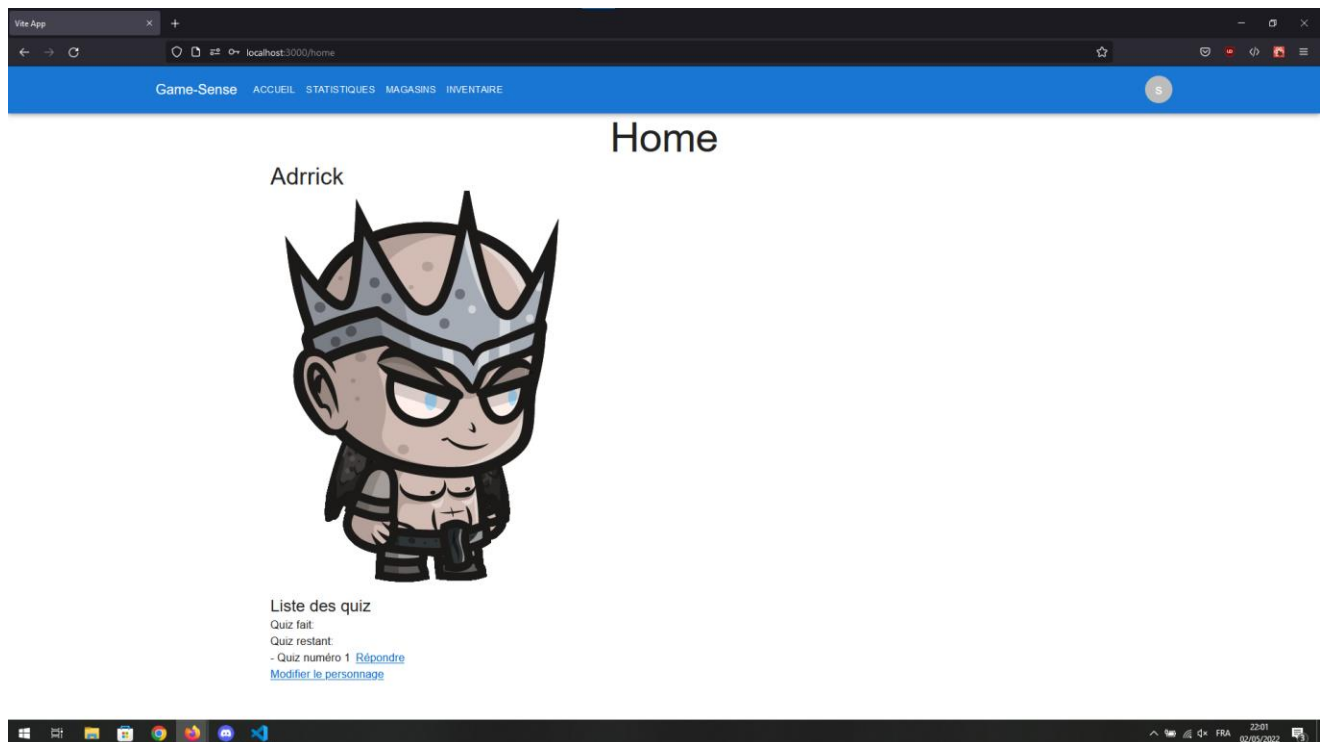 Vite App
localhost:3000/home
Game-Sense ACCUEIL STATISTIQUES MAGASINS INVENTAIRE S
Home
Adrrick
Liste des quiz
Quiz fait:
Quiz restant:
- Quiz numéro 1 Répondre
Modifier le personnage
FRA
22:01
02/05/2022